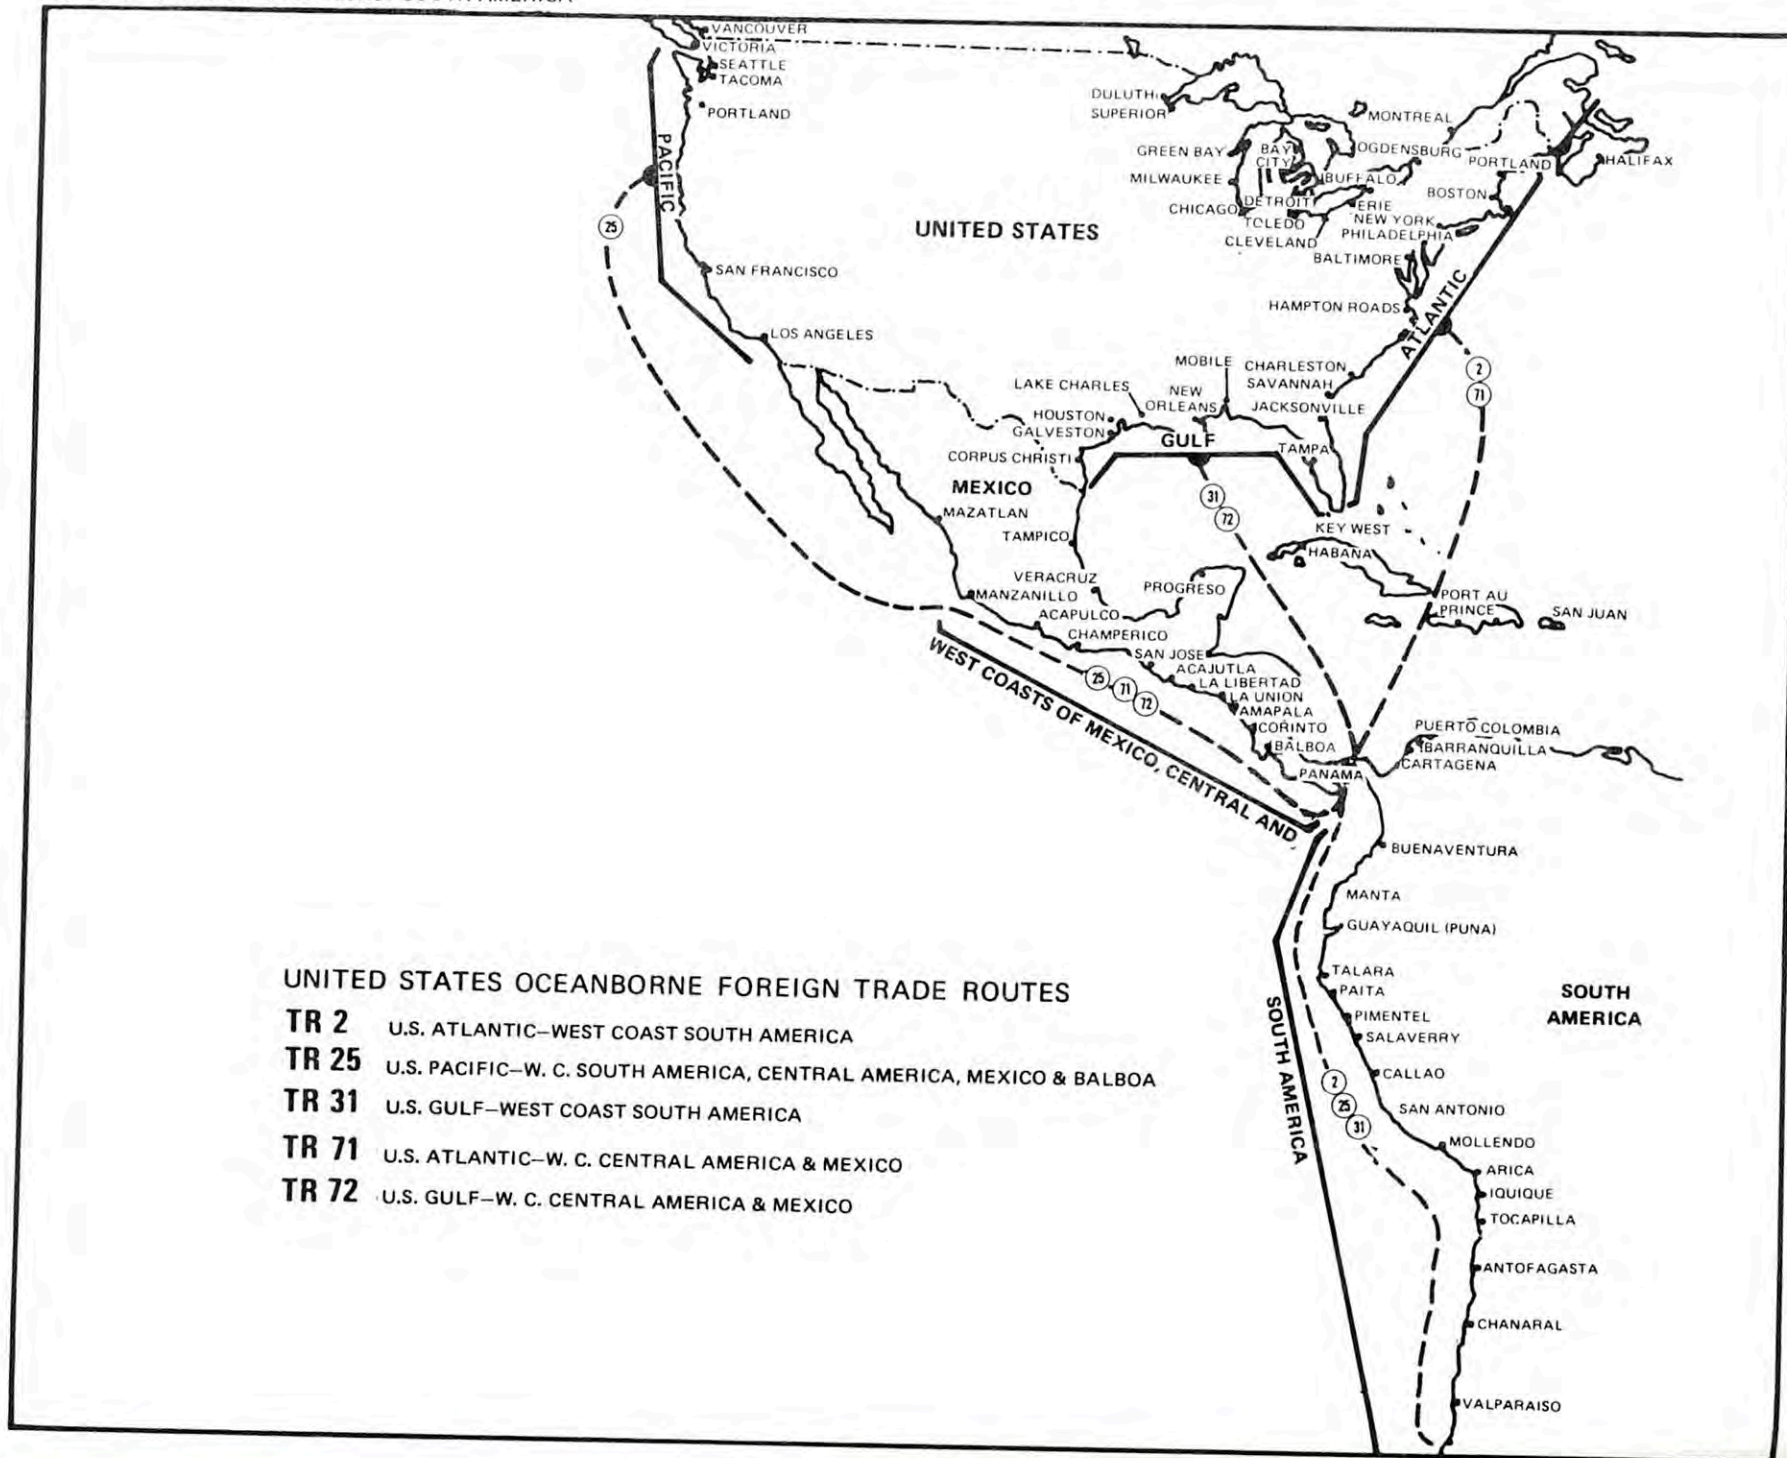 SOUTH AMERICA
VANCOUVER
VICTORIA
SEATTLE
TACOMA
PORTLAND
PACIFIC
25
SAN FRANCISCO
LOS ANGELES
UNITED STATES
DULUTH
SUPERIOR
GREEN BAY
MILWAUKEE
CHICAGO
BAY
CITY
DETROIT
TOLEDO
CLEVELAND
MONTREAL
OGDENSBURG
BUFFALO
ERIE
PORTLAND
HALIFAX
BOSTON
NEW YORK
PHILADELPHIA
BALTIMORE
HAMPTON ROADS
ATLANTIC
2
71
MOBILE
CHARLESTON
SAVANNAH
JACKSONVILLE
LAKE CHARLES
NEW
ORLEANS
HOUSTON
GALVESTON
CORPUS CHRISTI
GULF
TAMPA
31
72
MEXICO
MAZATLAN
TAMPICO
KEY WEST
HABANA
VERACRUZ
MANZANILLO
PROGRESO
ACAPULCO
CHAMPERICO
SAN JOSE
ACAJUTLA
LA LIBERTAD
LA UNION
AMAPALA
CORINTO
BALBOA
PANAMA
PORT AU
PRINCE
SAN JUAN
25
71
72
WEST COASTS OF MEXICO, CENTRAL AND
SOUTH AMERICA
PUERTO COLOMBIA
BARRANQUILLA
CARTAGENA
BUENAVENTURA
MANTA
GUAYAQUIL (PUNA)
TALARA
PAITA
PIMENTEL
SALAVERRY
CALLAO
SAN ANTONIO
MOLLENDO
ARICA
IQUIQUE
TOCAPILLA
ANTOFAGASTA
CHANARAL
VALPARAISO
2
25
31
SOUTH
AMERICA
UNITED STATES OCEANBORNE FOREIGN TRADE ROUTES
TR 2 U.S. ATLANTIC–WEST COAST SOUTH AMERICA
TR 25 U.S. PACIFIC–W. C. SOUTH AMERICA, CENTRAL AMERICA, MEXICO & BALBOA
TR 31 U.S. GULF–WEST COAST SOUTH AMERICA
TR 71 U.S. ATLANTIC–W. C. CENTRAL AMERICA & MEXICO
TR 72 U.S. GULF–W. C. CENTRAL AMERICA & MEXICO